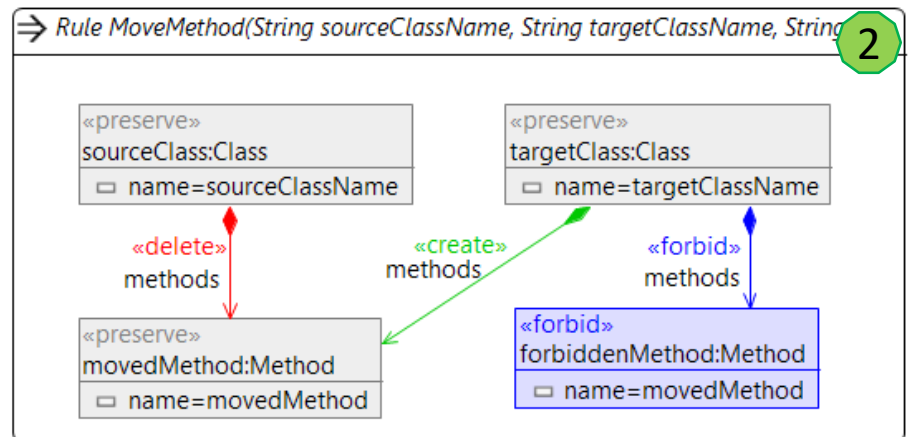 Rule MoveMethod(String sourceClassName, String targetClassName, String
2
«preserve»
sourceClass:Class
name=sourceClassName
«preserve»
targetClass:Class
name=targetClassName
«delete»
methods
«create»
methods
«forbid»
methods
«preserve»
movedMethod:Method
name=movedMethod
«forbid»
forbiddenMethod:Method
name=movedMethod